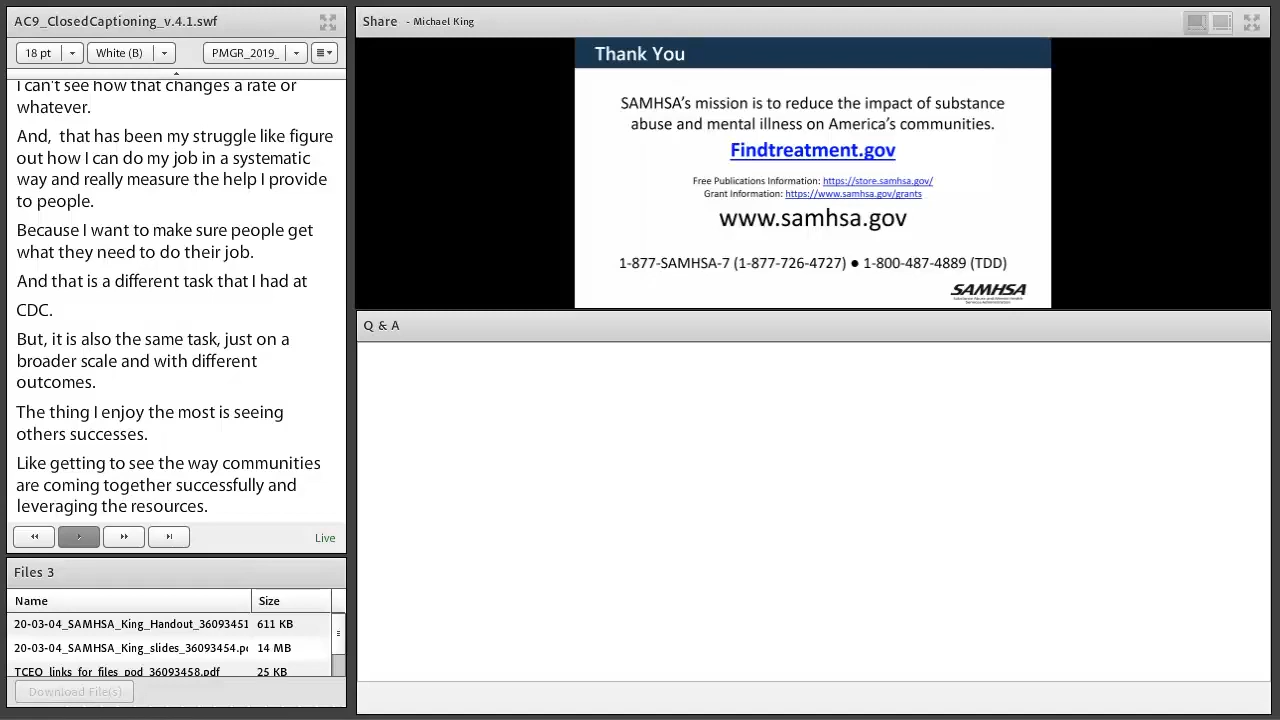 AC9_ClosedCaptioning_v.4.1.swf
18 pt
White (B)
PMGR_2019_
I can't see how that changes a rate or
whatever.
And,  that has been my struggle like figure
out how I can do my job in a systematic
way and really measure the help I provide
to people.
Because I want to make sure people get
what they need to do their job.
And that is a different task that I had at
CDC.
But, it is also the same task, just on a
broader scale and with different
outcomes.
The thing I enjoy the most is seeing
others successes.
Like getting to see the way communities
are coming together successfully and
leveraging the resources.
Live
Files 3
Name
Size
20-03-04_SAMHSA_King_Handout_36093451
611 KB
20-03-04_SAMHSA_King_slides_36093454.pc
14 MB
TCEO_links_for_files_pod_36093458.pdf
25 KB
Download File(s)
Share - Michael King
Thank You
SAMHSA's mission is to reduce the impact of substance
abuse and mental illness on America's communities.
Findtreatment.gov
Free Publications Information: https://store.samhsa.gov/
Grant Information: https://www.samhsa.gov/grants
www.samhsa.gov
1-877-SAMHSA-7 (1-877-726-4727) ● 1-800-487-4889 (TDD)
SAMHSA
Substance Abuse and Mental Health
Services Administration
Q & A